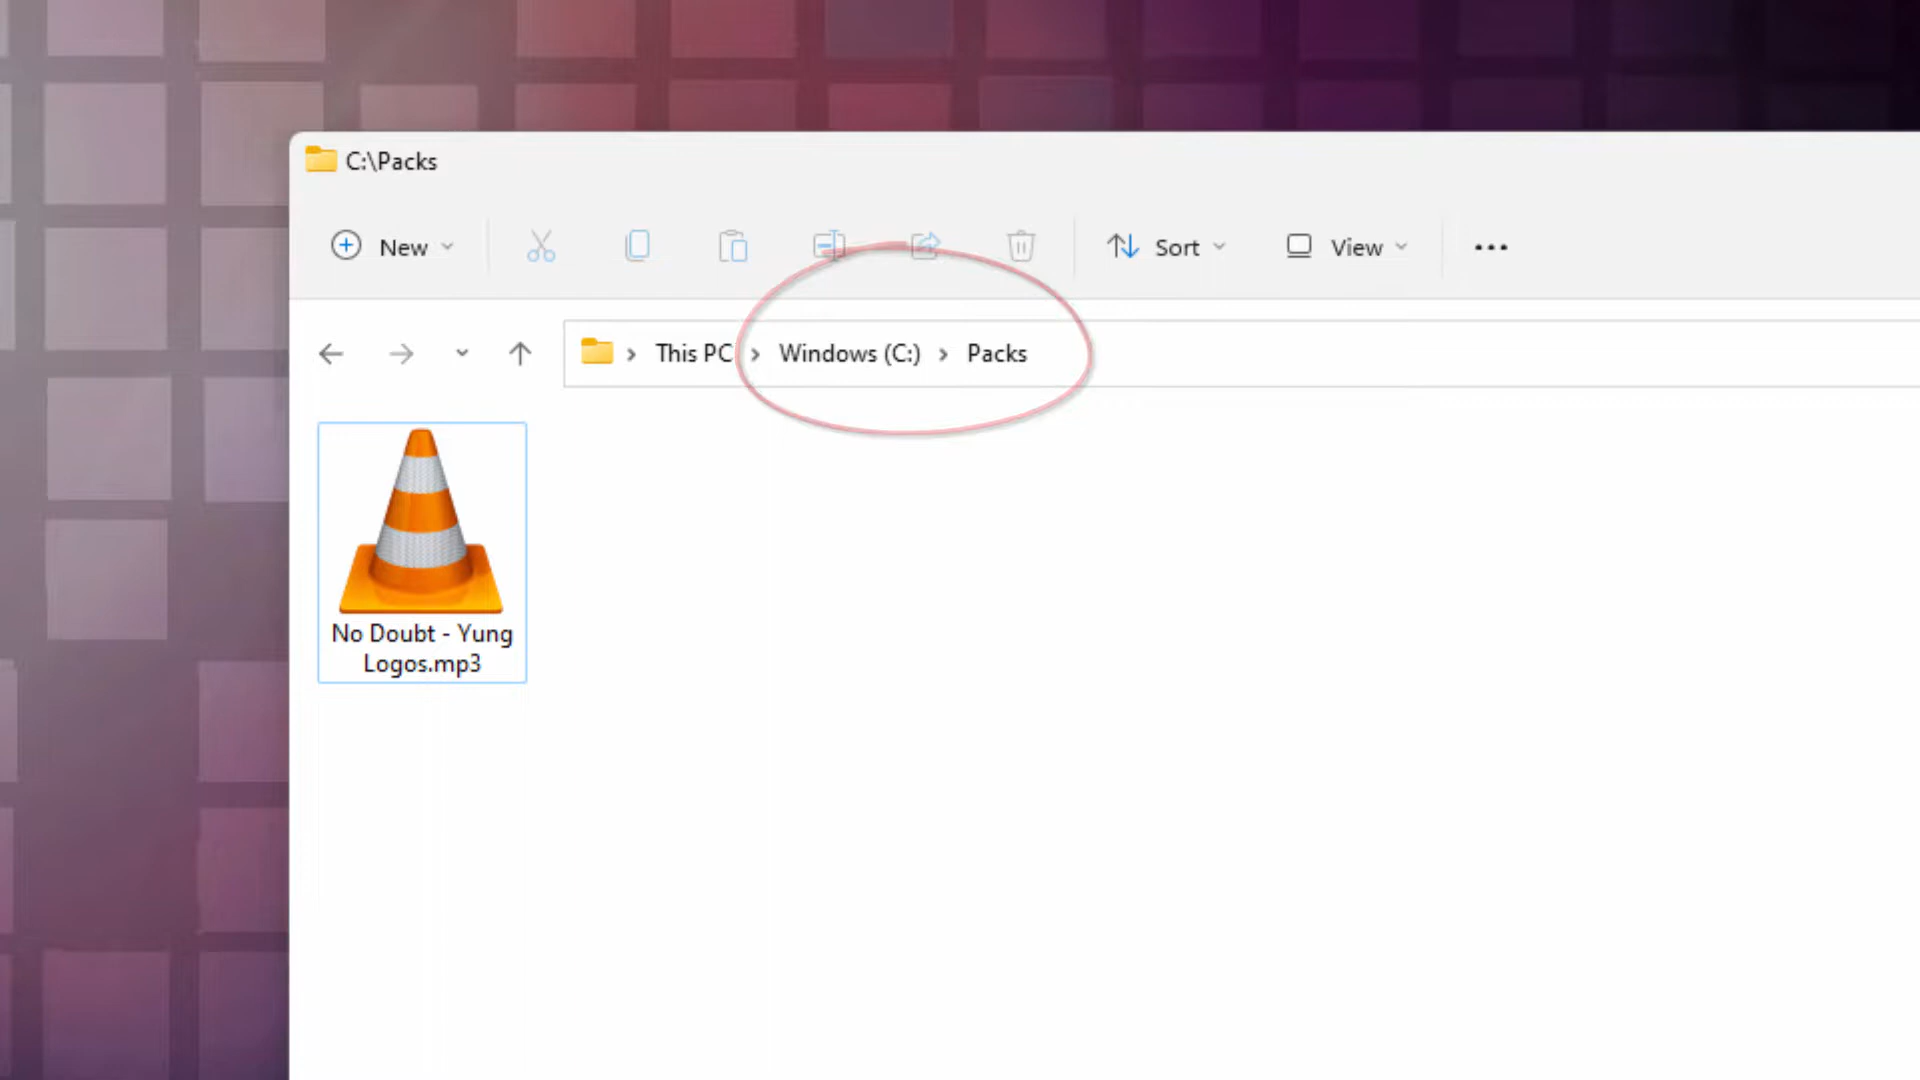 C:\Packs
New
Sort
View
This PC > Windows (C:) > Packs
No Doubt - Yung
Logos.mp3